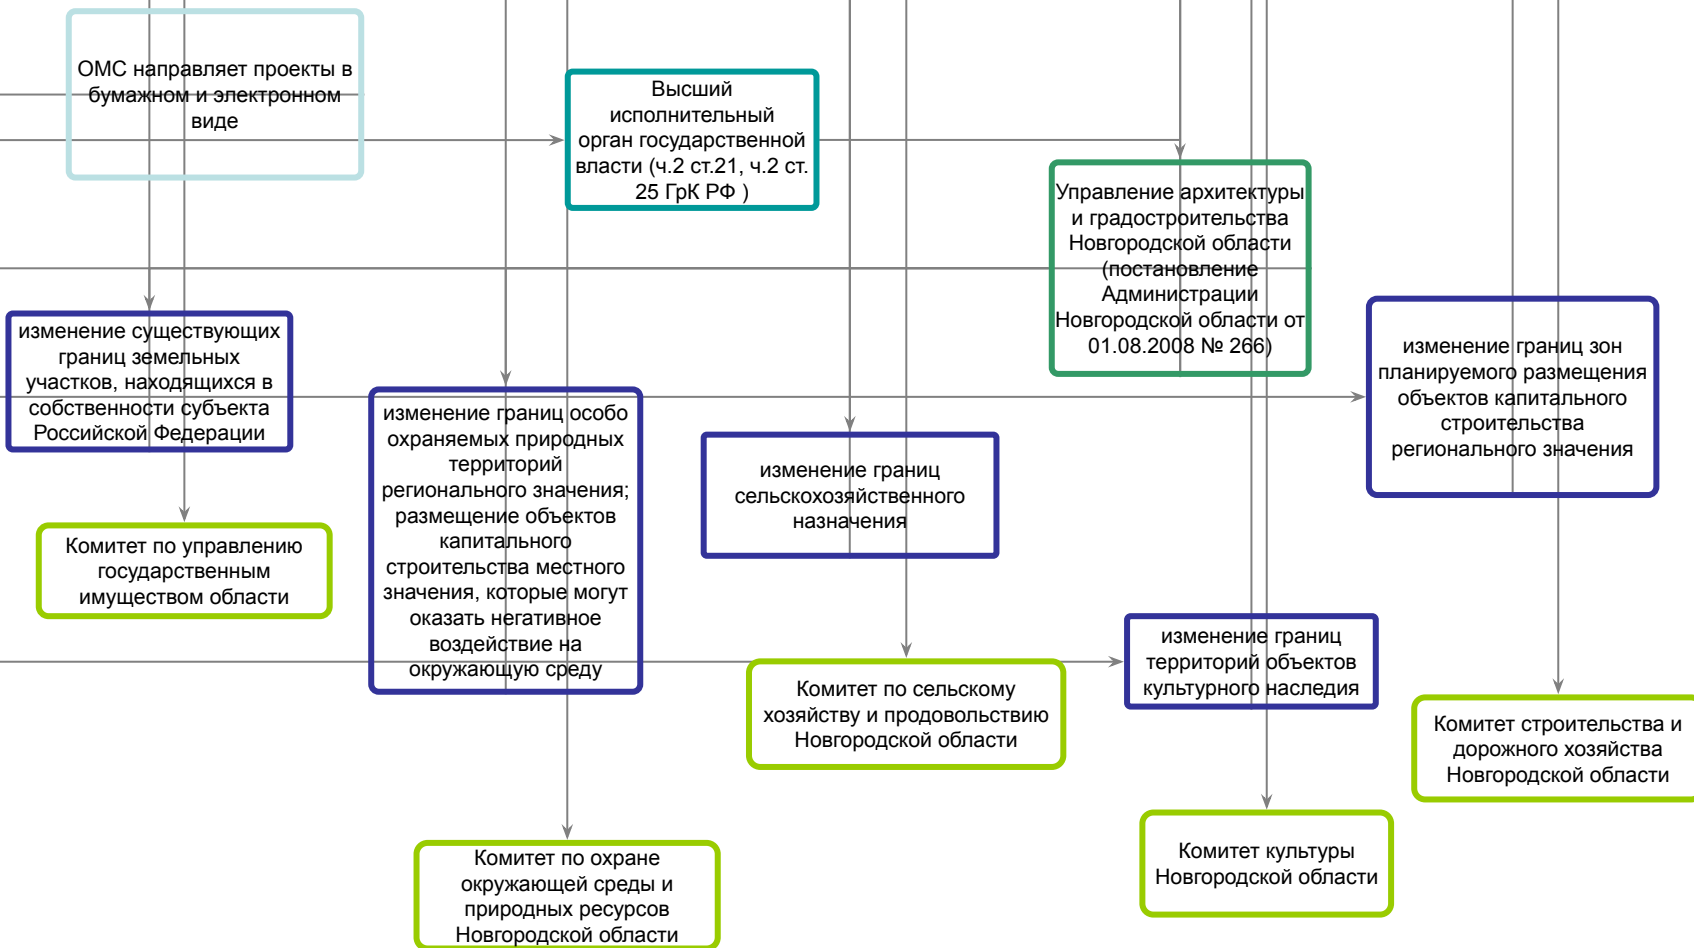 ОМС направляет проекты в
бумажном и электронном
виде
Высший
исполнительный
орган государственной
власти (ч.2 ст.21, ч.2 ст.
25 ГрК РФ )
Управление архитектуры
и градостроительства
Новгородской области
(постановление
Администрации
Новгородской области от
01.08.2008 № 266)
изменение существующих
границ земельных
участков, находящихся в
собственности субъекта
Российской Федерации
изменение границ особо
охраняемых природных
территорий
регионального значения;
размещение объектов
капитального
строительства местного
значения, которые могут
оказать негативное
воздействие на
окружающую среду
изменение границ
сельскохозяйственного
назначения
изменение границ зон
планируемого размещения
объектов капитального
строительства
регионального значения
Комитет по управлению
государственным
имуществом области
изменение границ
территорий объектов
культурного наследия
Комитет по сельскому
хозяйству и продовольствию
Новгородской области
Комитет строительства и
дорожного хозяйства
Новгородской области
Комитет по охране
окружающей среды и
природных ресурсов
Новгородской области
Комитет культуры
Новгородской области